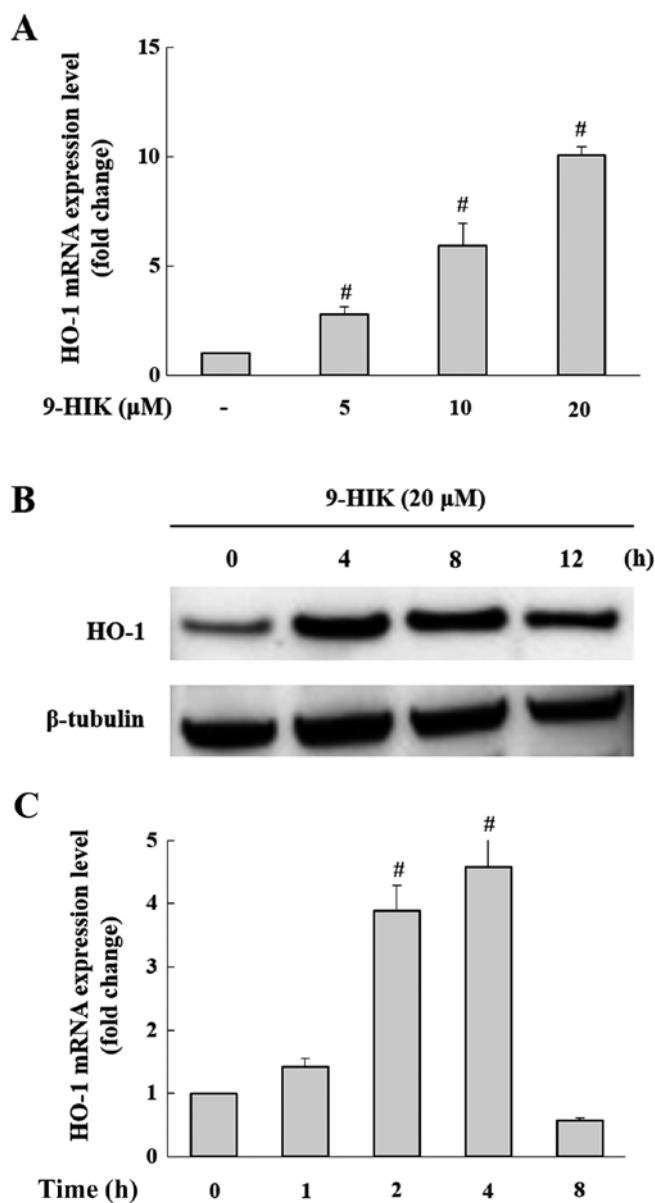 A
HO-1 mRNA expression level
(fold change)
15
10
5
0
#
#
#
9-HIK (μM) - 5 10 20
B
9-HIK (20 μM)
0 4 8 12 (h)
HO-1
β-tubulin
C
HO-1 mRNA expression level
(fold change)
5
4
3
2
1
0
#
#
Time (h) 0 1 2 4 8